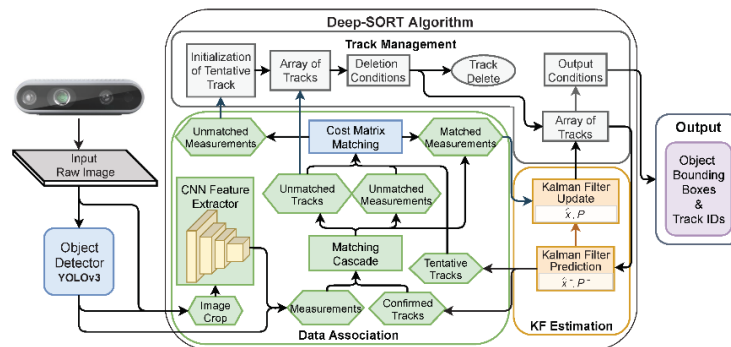 Deep-SORT Algorithm
Track Management
Initialization
of Tentative
Track
Array of
Tracks
Deletion
Conditions
Track
Delete
Output
Conditions
Array of
Tracks
Unmatched
Measurements
Cost Matrix
Matching
Matched
Measurements
Input
Raw Image
CNN Feature
Extractor
Unmatched
Tracks
Unmatched
Measurements
Kalman Filter
Update
x̂, P
Output
Object
Bounding
Boxes
&
Track IDs
Object
Detector
YOLOv3
Matching
Cascade
Tentative
Tracks
Kalman Filter
Prediction
x̂⁻, P⁻
Image
Crop
Measurements
Confirmed
Tracks
Data Association
KF Estimation